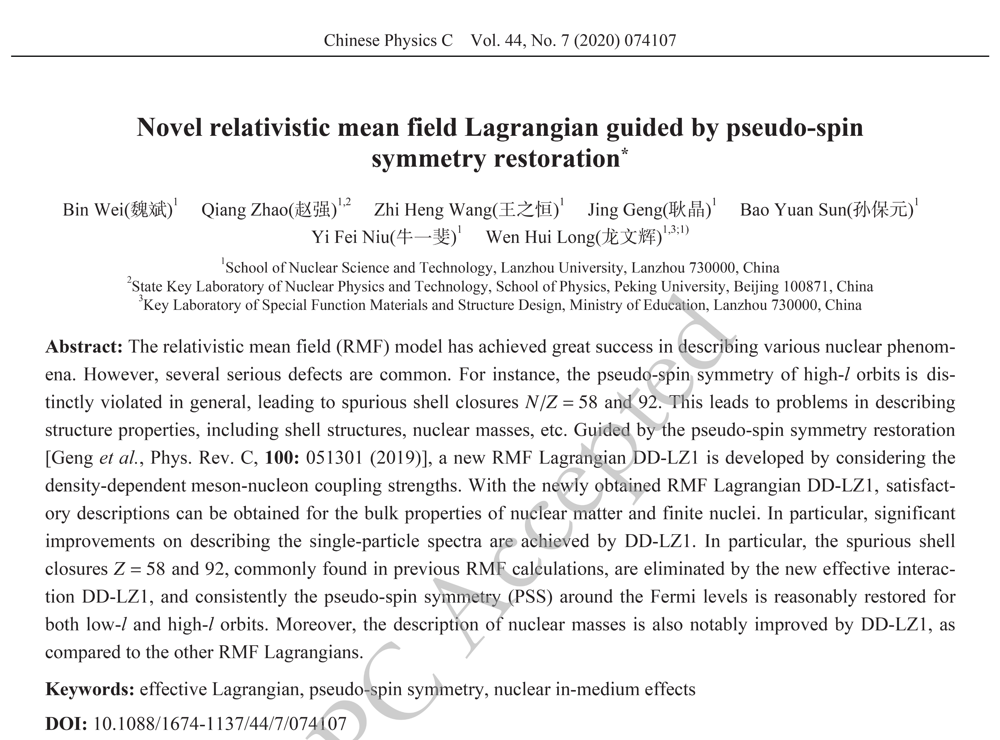 Chinese Physics C Vol. 44, No. 7 (2020) 074107
Novel relativistic mean field Lagrangian guided by pseudo-spin
symmetry restoration*
Bin Wei(魏斌)1 Qiang Zhao(赵强)1,2 Zhi Heng Wang(王之恒)1 Jing Geng(耿晶)1 Bao Yuan Sun(孙保元)1
Yi Fei Niu(牛一斐)1 Wen Hui Long(龙文辉)1,3;1)
1School of Nuclear Science and Technology, Lanzhou University, Lanzhou 730000, China
2State Key Laboratory of Nuclear Physics and Technology, School of Physics, Peking University, Beijing 100871, China
3Key Laboratory of Special Function Materials and Structure Design, Ministry of Education, Lanzhou 730000, China
Abstract: The relativistic mean field (RMF) model has achieved great success in describing various nuclear phenom-
ena. However, several serious defects are common. For instance, the pseudo-spin symmetry of high-l orbits is dis-
tinctly violated in general, leading to spurious shell closures N/Z = 58 and 92. This leads to problems in describing
structure properties, including shell structures, nuclear masses, etc. Guided by the pseudo-spin symmetry restoration
[Geng et al., Phys. Rev. C, 100: 051301 (2019)], a new RMF Lagrangian DD-LZ1 is developed by considering the
density-dependent meson-nucleon coupling strengths. With the newly obtained RMF Lagrangian DD-LZ1, satisfact-
ory descriptions can be obtained for the bulk properties of nuclear matter and finite nuclei. In particular, significant
improvements on describing the single-particle spectra are achieved by DD-LZ1. In particular, the spurious shell
closures Z = 58 and 92, commonly found in previous RMF calculations, are eliminated by the new effective interac-
tion DD-LZ1, and consistently the pseudo-spin symmetry (PSS) around the Fermi levels is reasonably restored for
both low-l and high-l orbits. Moreover, the description of nuclear masses is also notably improved by DD-LZ1, as
compared to the other RMF Lagrangians.
Keywords: effective Lagrangian, pseudo-spin symmetry, nuclear in-medium effects
DOI: 10.1088/1674-1137/44/7/074107
PC Accepted